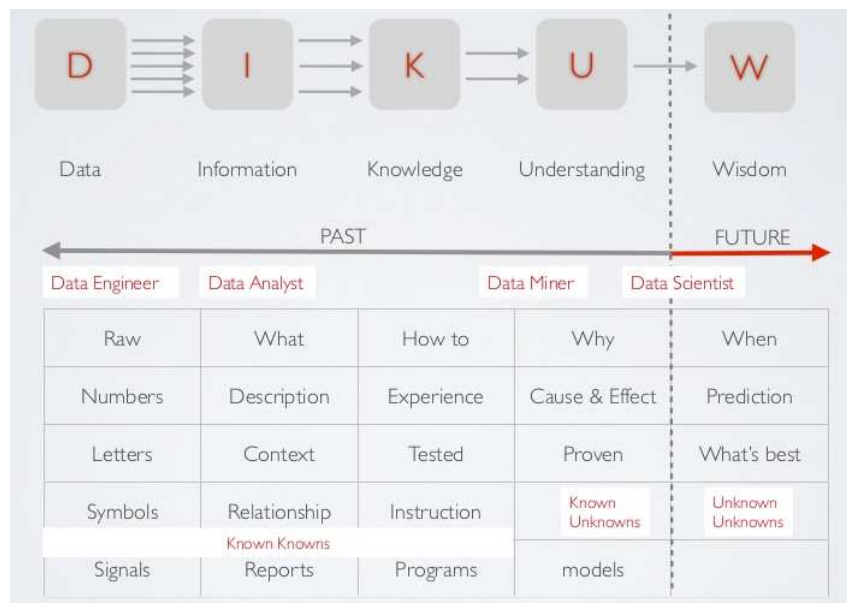 D I K U W
Data Information Knowledge Understanding Wisdom
PAST FUTURE
Data Engineer Data Analyst Data Miner Data Scientist
Raw What How to Why When
Numbers Description Experience Cause & Effect Prediction
Letters Context Tested Proven What's best
Symbols Relationship Instruction Known Unknowns Unknown Unknowns
Known Knowns
Signals Reports Programs models